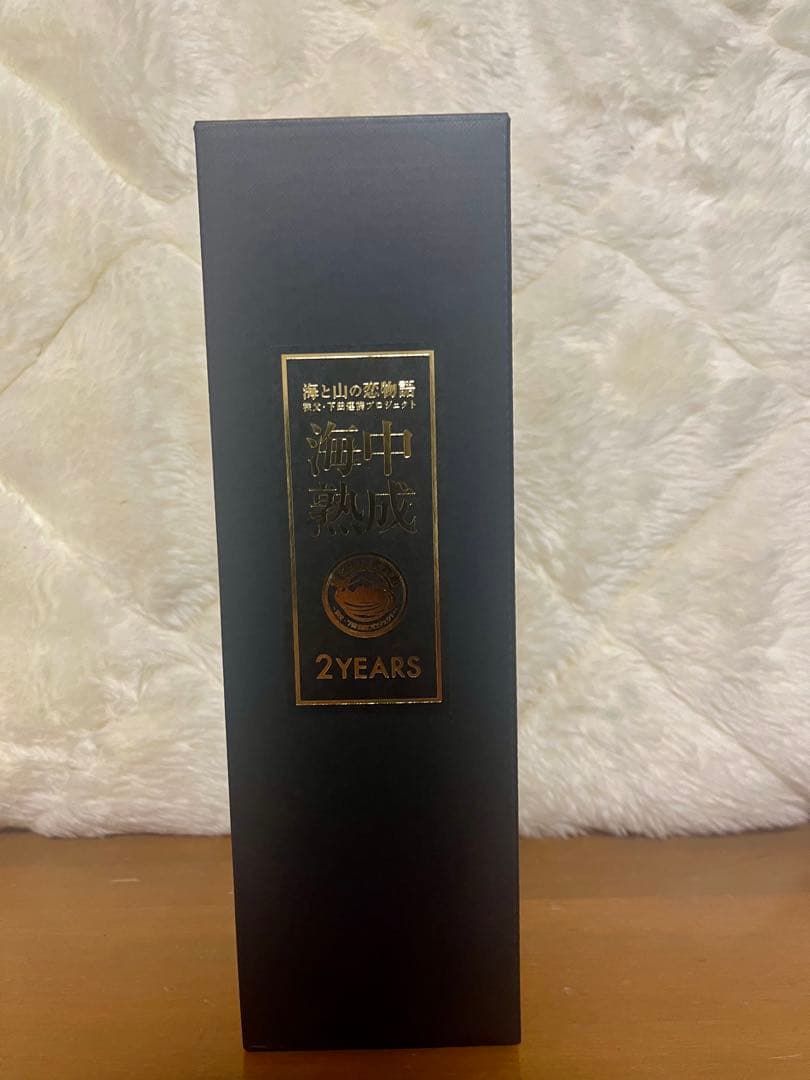 海と山の恋物語
秩父・下田連携プロジェクト
海中
熟成
2YEARS